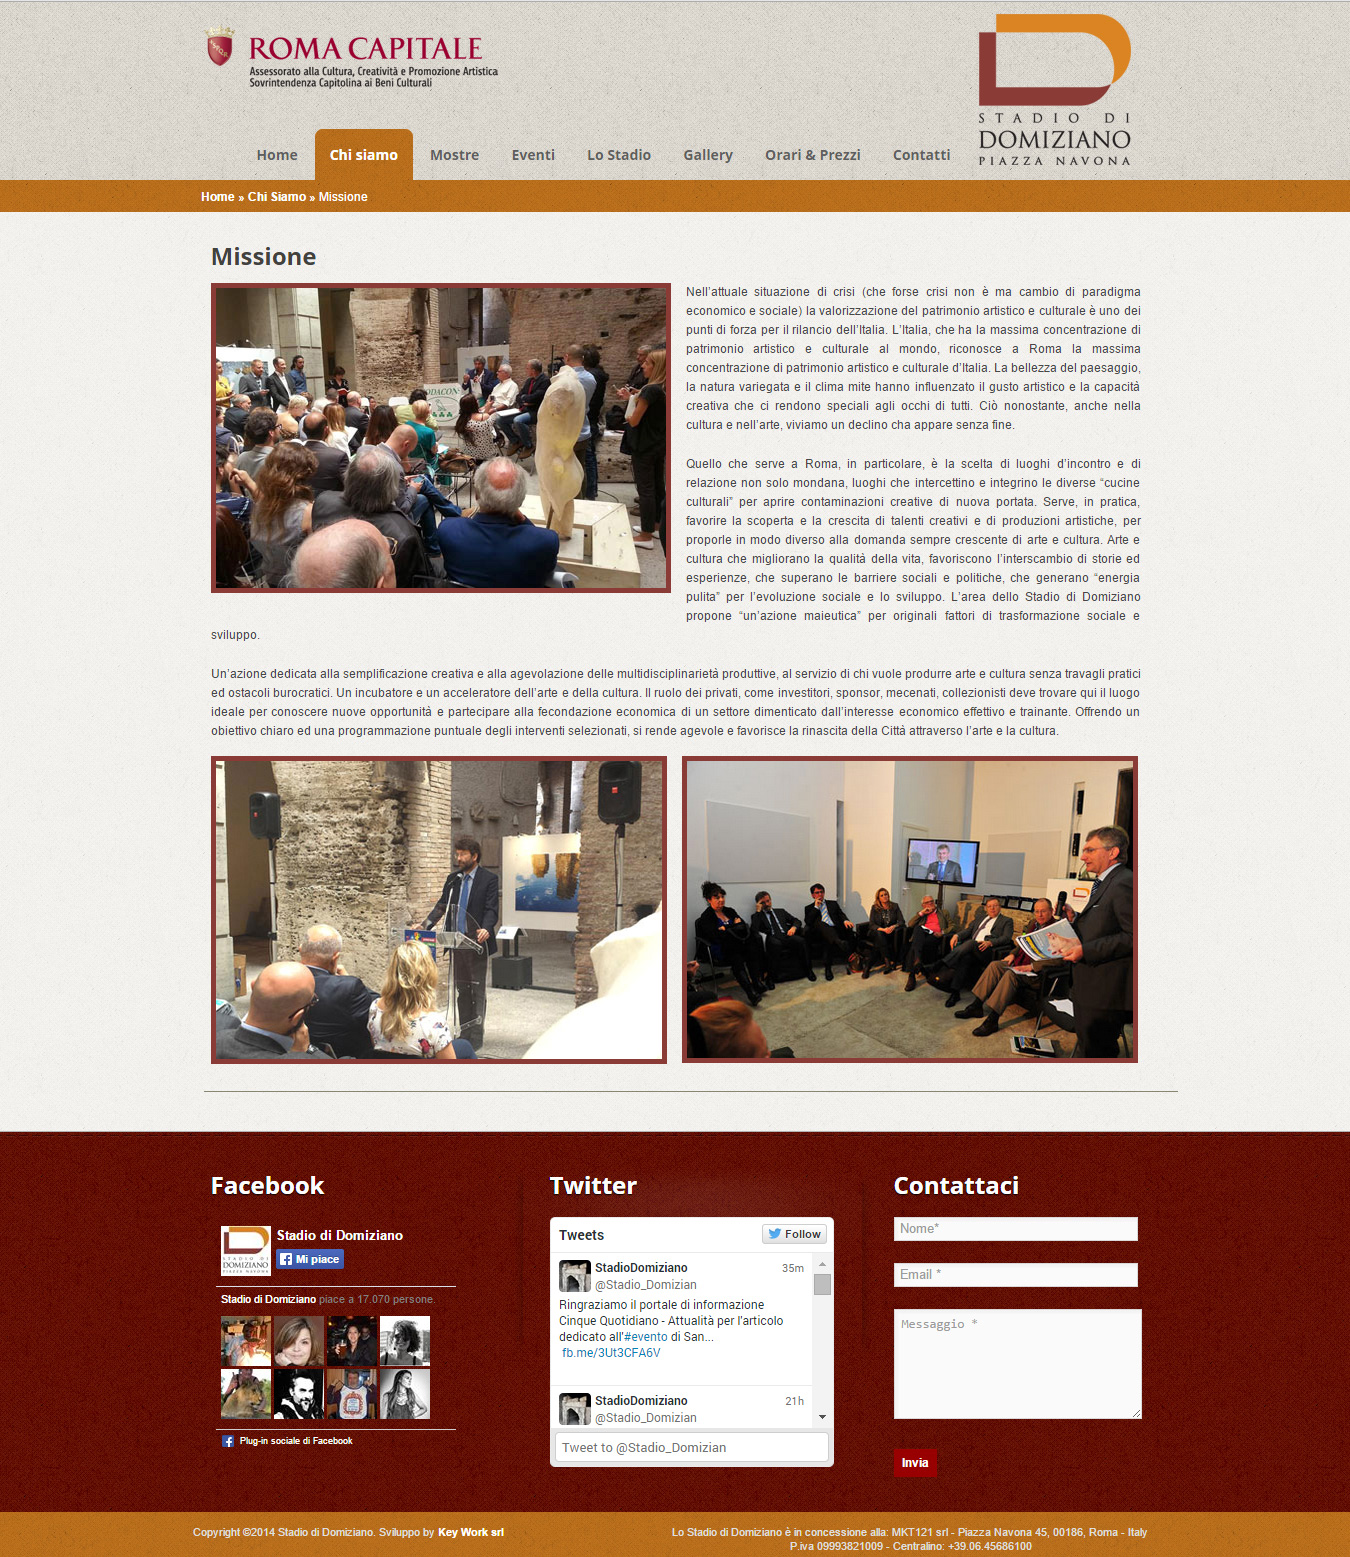 ROMA CAPITALE
Assessorato alla Cultura, Creatività e Promozione Artistica
Sovrintendenza Capitolina ai Beni Culturali
STADIO DI
DOMIZIANO
PIAZZA NAVONA
Home
Chi siamo
Mostre
Eventi
Lo Stadio
Gallery
Orari & Prezzi
Contatti
Home » Chi Siamo » Missione
Missione
Nell'attuale situazione di crisi (che forse crisi non è ma cambio di paradigma
economico e sociale) la valorizzazione del patrimonio artistico e culturale è uno dei
punti di forza per il rilancio dell'Italia. L'Italia, che ha la massima concentrazione di
patrimonio artistico e culturale al mondo, riconosce a Roma la massima
concentrazione di patrimonio artistico e culturale d'Italia. La bellezza del paesaggio,
la natura variegata e il clima mite hanno influenzato il gusto artistico e la capacità
creativa che ci rendono speciali agli occhi di tutti. Ciò nonostante, anche nella
cultura e nell'arte, viviamo un declino cha appare senza fine.
Quello che serve a Roma, in particolare, è la scelta di luoghi d'incontro e di
relazione non solo mondana, luoghi che intercettino e integrino le diverse “cucine
culturali” per aprire contaminazioni creative di nuova portata. Serve, in pratica,
favorire la scoperta e la crescita di talenti creativi e di produzioni artistiche, per
proporle in modo diverso alla domanda sempre crescente di arte e cultura. Arte e
cultura che migliorano la qualità della vita, favoriscono l'interscambio di storie ed
esperienze, che superano le barriere sociali e politiche, che generano “energia
pulita” per l'evoluzione sociale e lo sviluppo. L'area dello Stadio di Domiziano
propone “un'azione maieutica” per originali fattori di trasformazione sociale e
sviluppo.
Un'azione dedicata alla semplificazione creativa e alla agevolazione delle multidisciplinarietà produttive, al servizio di chi vuole produrre arte e cultura senza travagli pratici
ed ostacoli burocratici. Un incubatore e un acceleratore dell'arte e della cultura. Il ruolo dei privati, come investitori, sponsor, mecenati, collezionisti deve trovare qui il luogo
ideale per conoscere nuove opportunità e partecipare alla fecondazione economica di un settore dimenticato dall'interesse economico effettivo e trainante. Offrendo un
obiettivo chiaro ed una programmazione puntuale degli interventi selezionati, si rende agevole e favorisce la rinascita della Città attraverso l'arte e la cultura.
Facebook
STADIO DI
DOMIZIANO
PIAZZA NAVONA
Stadio di Domiziano
Mi piace
Stadio di Domiziano piace a 17.070 persone.
Plug-in sociale di Facebook
Twitter
Tweets
Follow
StadioDomiziano 35m
@Stadio_Domizian
Ringraziamo il portale di informazione
Cinque Quotidiano - Attualità per l'articolo
dedicato all'#evento di San...
fb.me/3Ut3CFA6V
StadioDomiziano 21h
@Stadio_Domizian
Tweet to @Stadio_Domizian
Contattaci
Nome*
Email *
Messaggio *
Invia
Copyright ©2014 Stadio di Domiziano. Sviluppo by Key Work srl
Lo Stadio di Domiziano è in concessione alla: MKT121 srl - Piazza Navona 45, 00186, Roma - Italy
P.iva 09993821009 - Centralino: +39.06.45686100